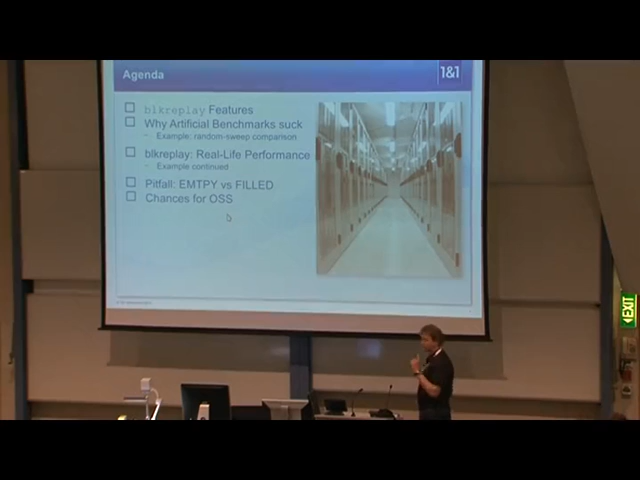 Agenda
1&1
blkreplay Features
Why Artificial Benchmarks suck
- Example: random-sweep comparison
blkreplay: Real-Life Performance
- Example continued
Pitfall: EMTPY vs FILLED
Chances for OSS
EXIT